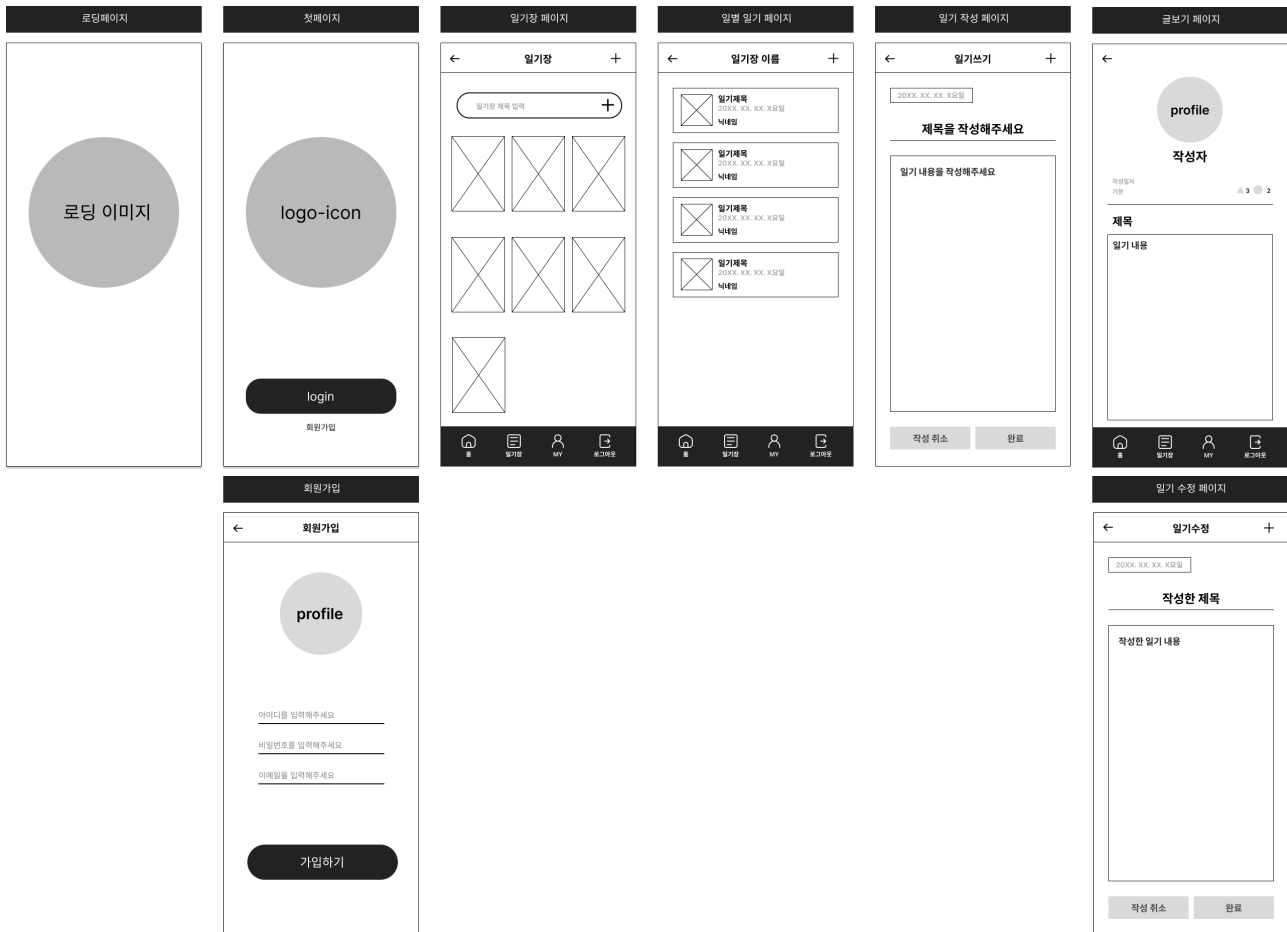 로딩페이지
로딩 이미지
첫페이지
logo-icon
login
회원가입
일기장 페이지
일기장
일기장 제목 입력
홈
일기장
MY
로그아웃
일별 일기 페이지
일기장 이름
일기제목
20XX. XX. XX. X요일
닉네임
일기제목
20XX. XX. XX. X요일
닉네임
일기제목
20XX. XX. XX. X요일
닉네임
일기제목
20XX. XX. XX. X요일
닉네임
홈
일기장
MY
로그아웃
일기 작성 페이지
일기쓰기
20XX. XX. XX. X요일
제목을 작성해주세요
일기 내용을 작성해주세요
작성 취소
완료
글보기 페이지
profile
작성자
작성일자
기분
3
2
제목
일기 내용
홈
일기장
MY
로그아웃
회원가입
회원가입
profile
아이디를 입력해주세요
비밀번호를 입력해주세요
이메일을 입력해주세요
가입하기
일기 수정 페이지
일기수정
20XX. XX. XX. X요일
작성한 제목
작성한 일기 내용
작성 취소
완료